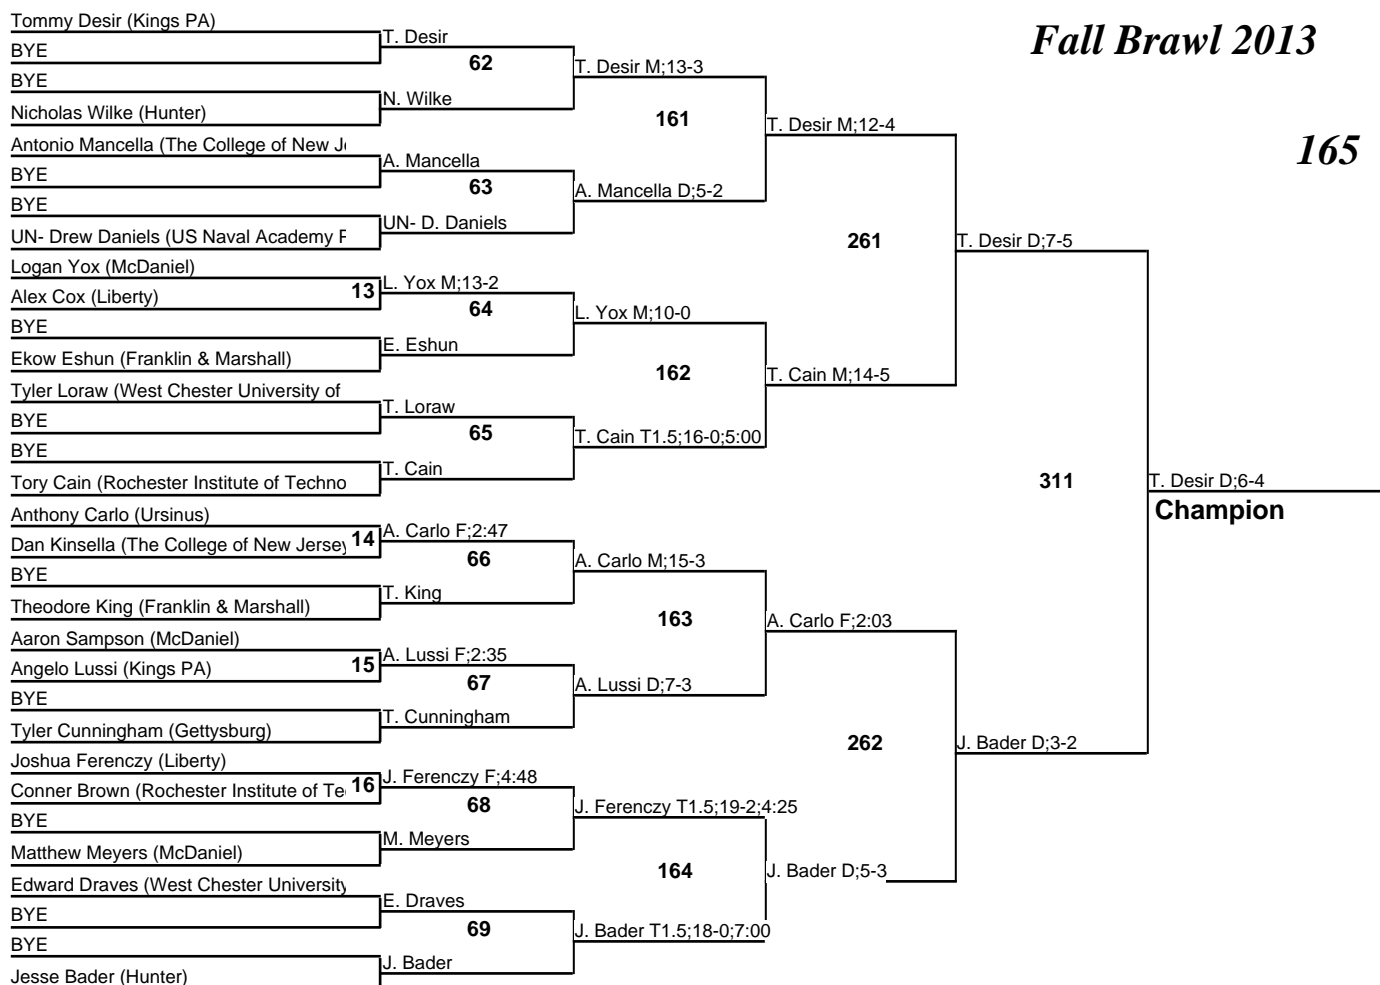 Fall Brawl 2013
165
Tommy Desir (Kings PA)
BYE
BYE
Nicholas Wilke (Hunter)
Antonio Mancella (The College of New J
BYE
BYE
UN- Drew Daniels (US Naval Academy P
Logan Yox (McDaniel)
Alex Cox (Liberty)
BYE
Ekow Eshun (Franklin & Marshall)
Tyler Loraw (West Chester University of
BYE
BYE
Tory Cain (Rochester Institute of Techno
Anthony Carlo (Ursinus)
Dan Kinsella (The College of New Jersey
BYE
Theodore King (Franklin & Marshall)
Aaron Sampson (McDaniel)
Angelo Lussi (Kings PA)
BYE
Tyler Cunningham (Gettysburg)
Joshua Ferenczy (Liberty)
Conner Brown (Rochester Institute of Te
BYE
Matthew Meyers (McDaniel)
Edward Draves (West Chester University
BYE
BYE
Jesse Bader (Hunter)
13
14
15
16
T. Desir
62
N. Wilke
A. Mancella
63
UN- D. Daniels
L. Yox M;13-2
64
E. Eshun
T. Loraw
65
T. Cain
A. Carlo F;2:47
66
T. King
A. Lussi F;2:35
67
T. Cunningham
J. Ferenczy F;4:48
68
M. Meyers
E. Draves
69
J. Bader
T. Desir M;13-3
161
A. Mancella D;5-2
L. Yox M;10-0
162
T. Cain T1.5;16-0;5:00
A. Carlo M;15-3
163
A. Lussi D;7-3
J. Ferenczy T1.5;19-2;4:25
164
J. Bader T1.5;18-0;7:00
T. Desir M;12-4
261
T. Cain M;14-5
A. Carlo F;2:03
262
J. Bader D;5-3
T. Desir D;7-5
311
J. Bader D;3-2
T. Desir D;6-4
Champion